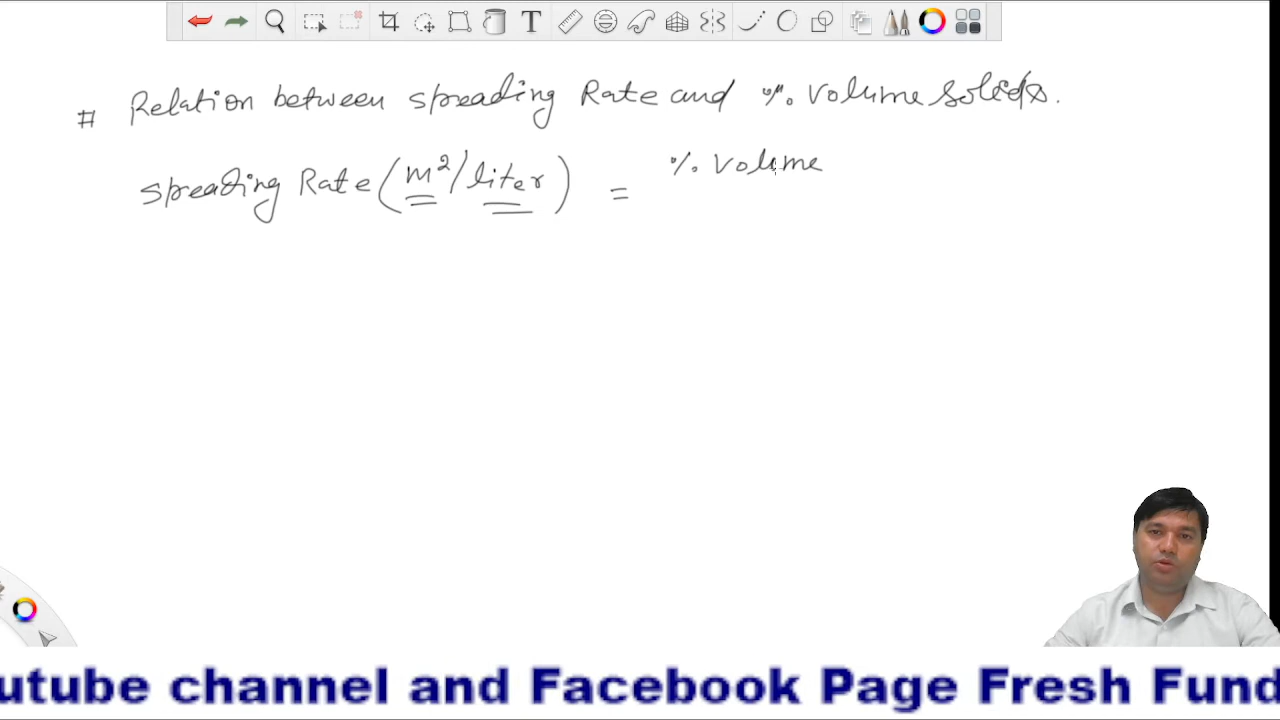 # Relation between spreading Rate and % volume solids.
% Volume
spreading Rate (m²/liter) =
utube channel and Facebook Page Fresh Fund